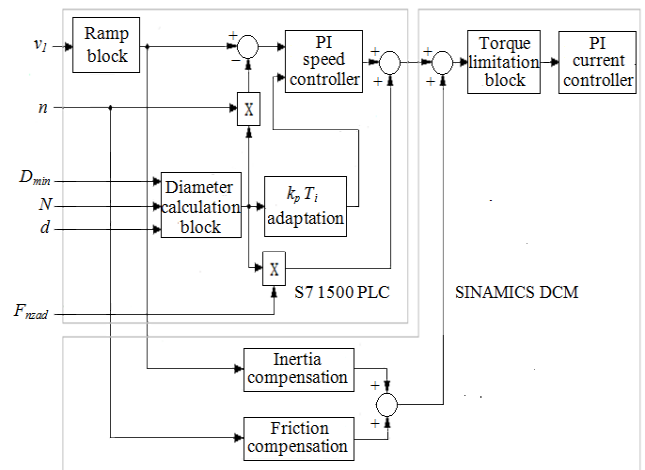 v1
Ramp
block
+
−
PI
speed
controller
+
+
+
+
Torque
limitation
block
PI
current
controller
n
X
Dmin
N
d
Diameter
calculation
block
kp Ti
adaptation
X
S7 1500 PLC
SINAMICS DCM
Fnzad
Inertia
compensation
+
+
Friction
compensation